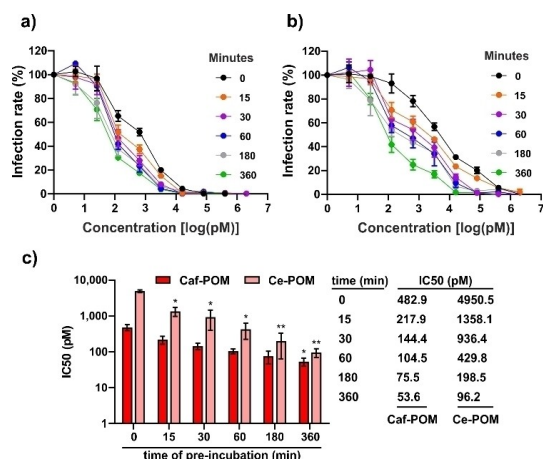 a)
Infection rate (%)
120
100
80
60
40
20
0
0 1 2 3 4 5 6 7
Concentration [log(pM)]
Minutes
0
15
30
60
180
360
b)
Infection rate (%)
120
100
80
60
40
20
0
0 1 2 3 4 5 6 7
Concentration [log(pM)]
Minutes
0
15
30
60
180
360
c)
Caf-POM Ce-POM
IC50 (pM)
10,000
1,000
100
10
1
* * * ** * **
0 15 30 60 180 360
time of pre-incubation (min)
time (min) IC50 (pM)
0 482.9 4950.5
15 217.9 1358.1
30 144.4 936.4
60 104.5 429.8
180 75.5 198.5
360 53.6 96.2
Caf-POM Ce-POM